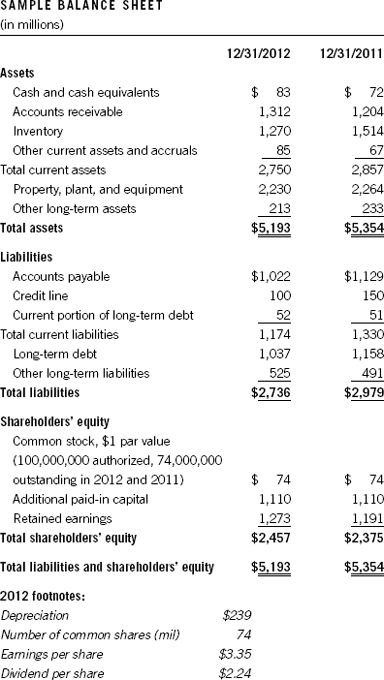 SAMPLE BALANCE SHEET
(in millions)
12/31/2012 12/31/2011
Assets
Cash and cash equivalents $ 83 $ 72
Accounts receivable 1,312 1,204
Inventory 1,270 1,514
Other current assets and accruals 85 67
Total current assets 2,750 2,857
Property, plant, and equipment 2,230 2,264
Other long-term assets 213 233
Total assets $5,193 $5,354
Liabilities
Accounts payable $1,022 $1,129
Credit line 100 150
Current portion of long-term debt 52 51
Total current liabilities 1,174 1,330
Long-term debt 1,037 1,158
Other long-term liabilities 525 491
Total liabilities $2,736 $2,979
Shareholders' equity
Common stock, $1 par value
(100,000,000 authorized, 74,000,000
outstanding in 2012 and 2011) $ 74 $ 74
Additional paid-in capital 1,110 1,110
Retained earnings 1,273 1,191
Total shareholders' equity $2,457 $2,375
Total liabilities and shareholders' equity $5,193 $5,354
2012 footnotes:
Depreciation $239
Number of common shares (mil) 74
Earnings per share $3.35
Dividend per share $2.24